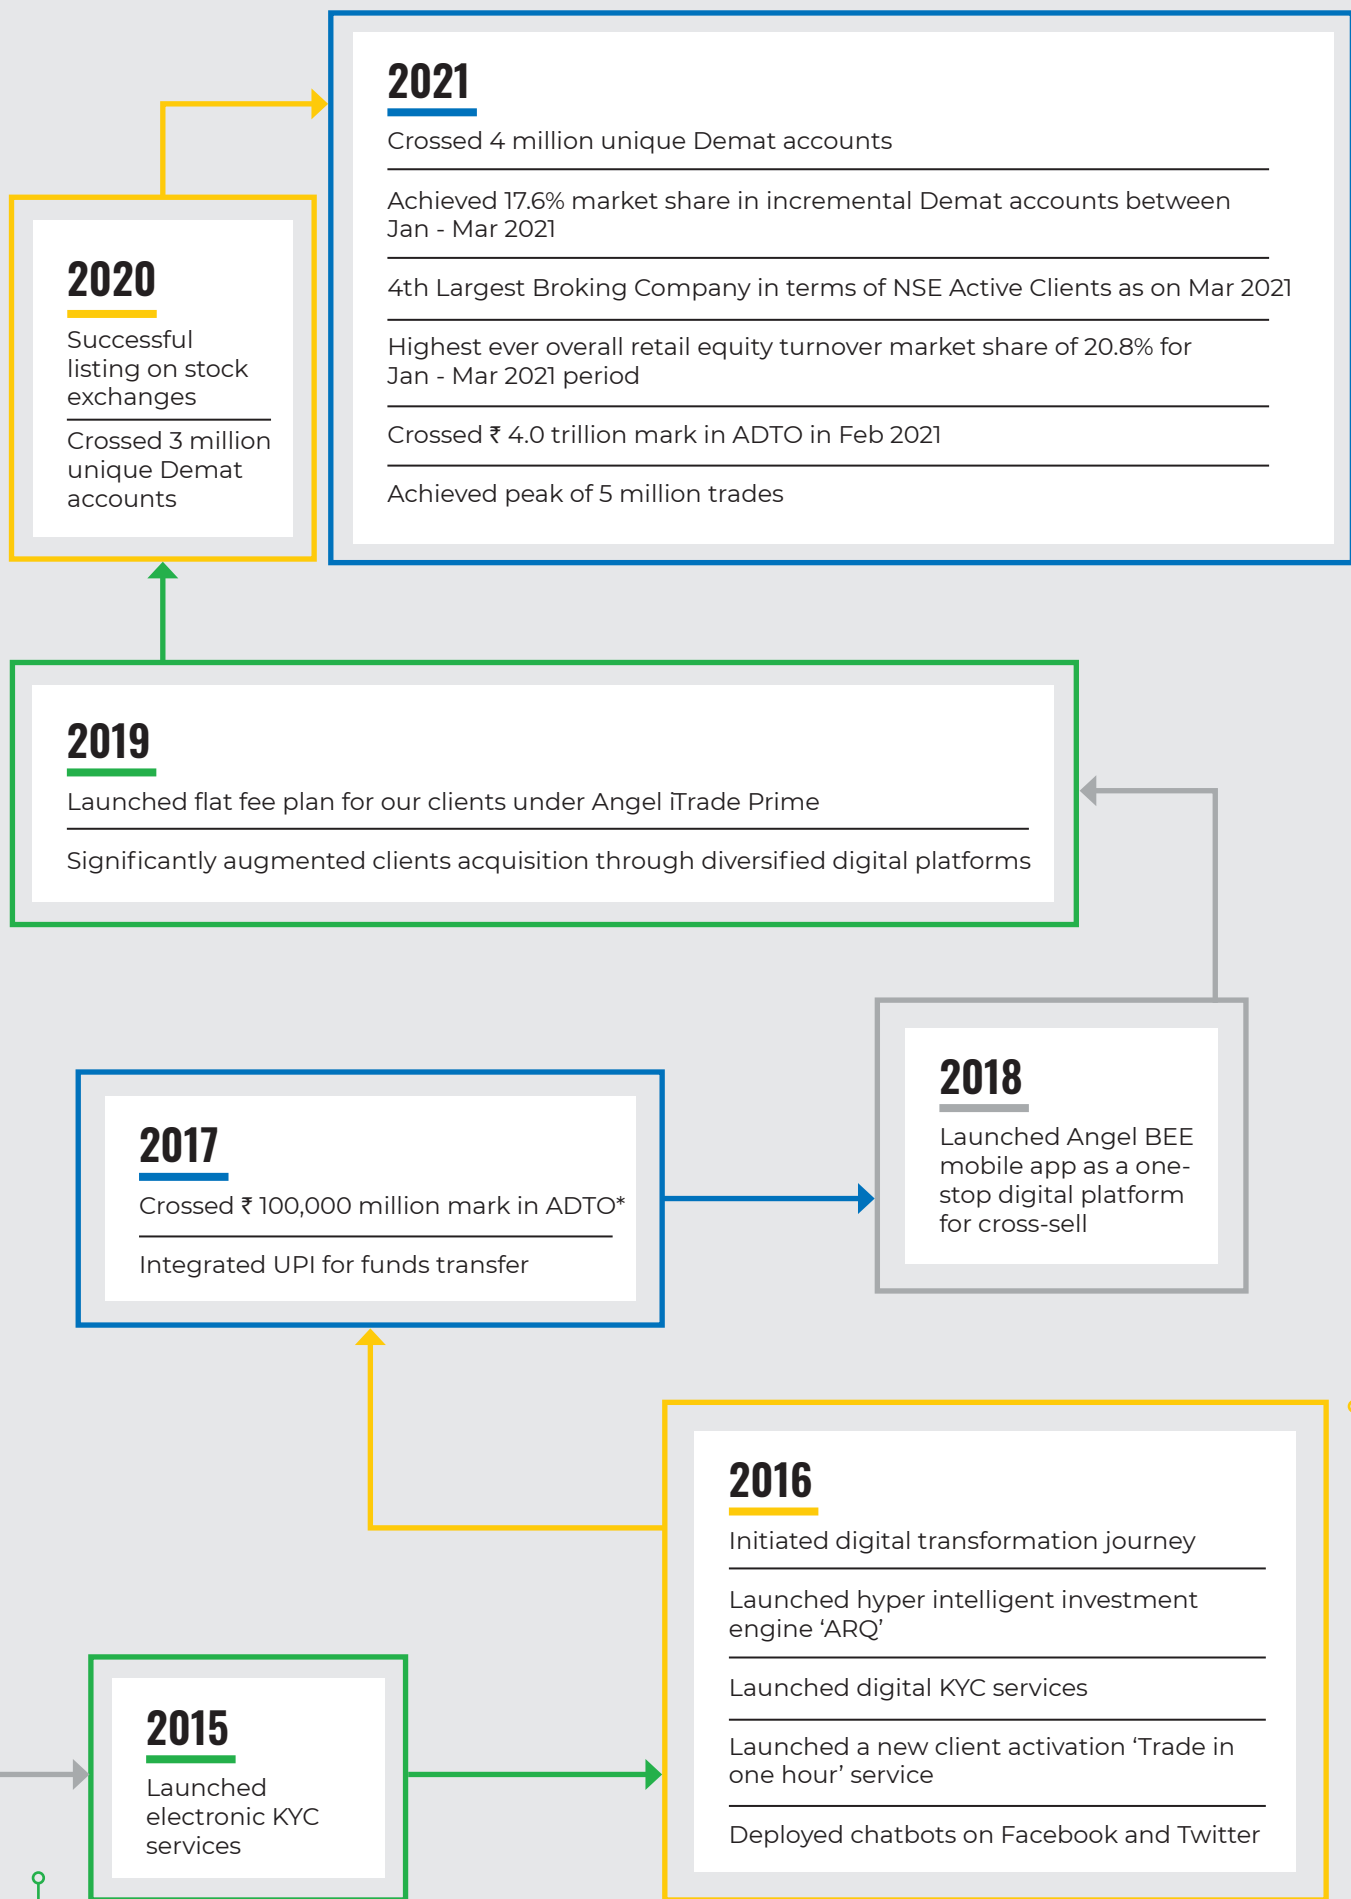 2021
Crossed 4 million unique Demat accounts
Achieved 17.6% market share in incremental Demat accounts between
Jan - Mar 2021
4th Largest Broking Company in terms of NSE Active Clients as on Mar 2021
Highest ever overall retail equity turnover market share of 20.8% for
Jan - Mar 2021 period
Crossed ₹ 4.0 trillion mark in ADTO in Feb 2021
Achieved peak of 5 million trades
2020
Successful
listing on stock
exchanges
Crossed 3 million
unique Demat
accounts
2019
Launched flat fee plan for our clients under Angel iTrade Prime
Significantly augmented clients acquisition through diversified digital platforms
2018
Launched Angel BEE
mobile app as a one-
stop digital platform
for cross-sell
2017
Crossed ₹ 100,000 million mark in ADTO*
Integrated UPI for funds transfer
2016
Initiated digital transformation journey
Launched hyper intelligent investment
engine ‘ARQ’
Launched digital KYC services
Launched a new client activation ‘Trade in
one hour’ service
Deployed chatbots on Facebook and Twitter
2015
Launched
electronic KYC
services